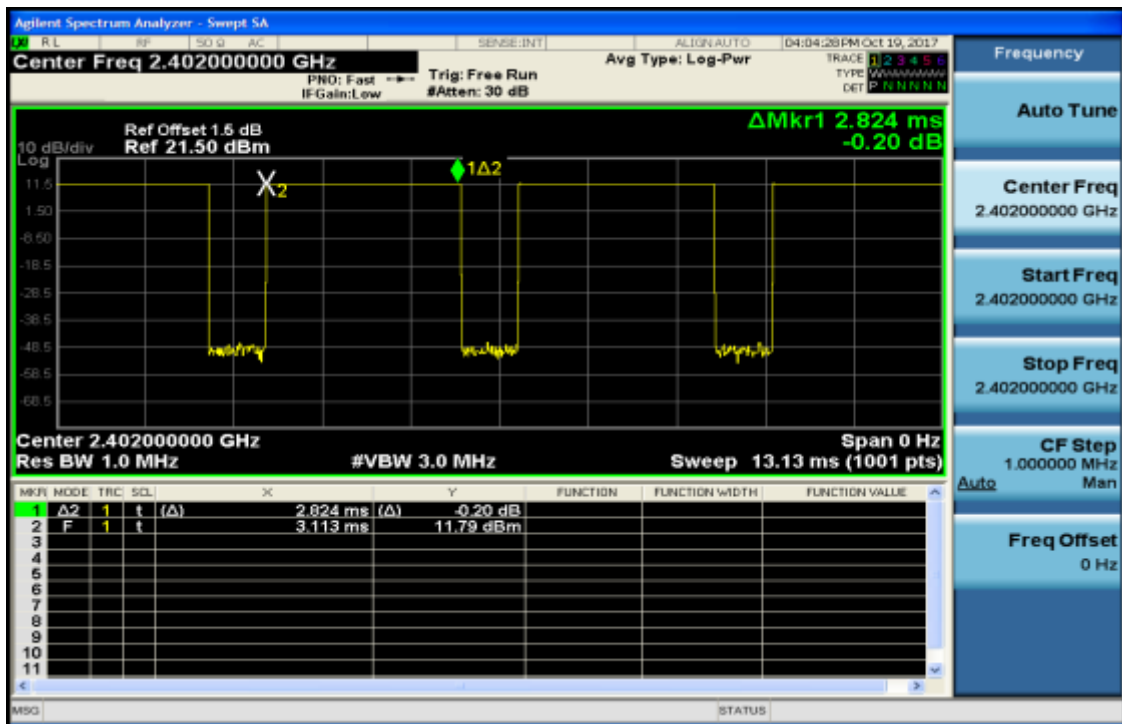 Agilent Spectrum Analyzer - Swept SA
RL RF 50 Ω AC SENSE:INT ALIGN AUTO 04:04:28 PM Oct 19, 2017
Center Freq 2.402000000 GHz
PNO: Fast
IFGain:Low
Trig: Free Run
#Atten: 30 dB
Avg Type: Log-Pwr
TRACE 1 2 3 4 5 6
TYPE
DET P N N N N N
Ref Offset 1.5 dB
Ref 21.50 dBm
10 dB/div
Log
ΔMkr1 2.824 ms
-0.20 dB
1Δ2
2
11.5
1.50
-8.50
-18.5
-28.5
-38.5
-48.5
-58.5
-68.5
Center 2.402000000 GHz
Span 0 Hz
Res BW 1.0 MHz
#VBW 3.0 MHz
Sweep 13.13 ms (1001 pts)
MKR MODE TRC SCL X Y FUNCTION FUNCTION WIDTH FUNCTION VALUE
1 Δ2 1 t (Δ) 2.824 ms (Δ) -0.20 dB
2 F 1 t 3.113 ms 11.79 dBm
3
4
5
6
7
8
9
10
11
MSG
STATUS
Frequency
Auto Tune
Center Freq
2.402000000 GHz
Start Freq
2.402000000 GHz
Stop Freq
2.402000000 GHz
CF Step
1.000000 MHz
Auto Man
Freq Offset
0 Hz